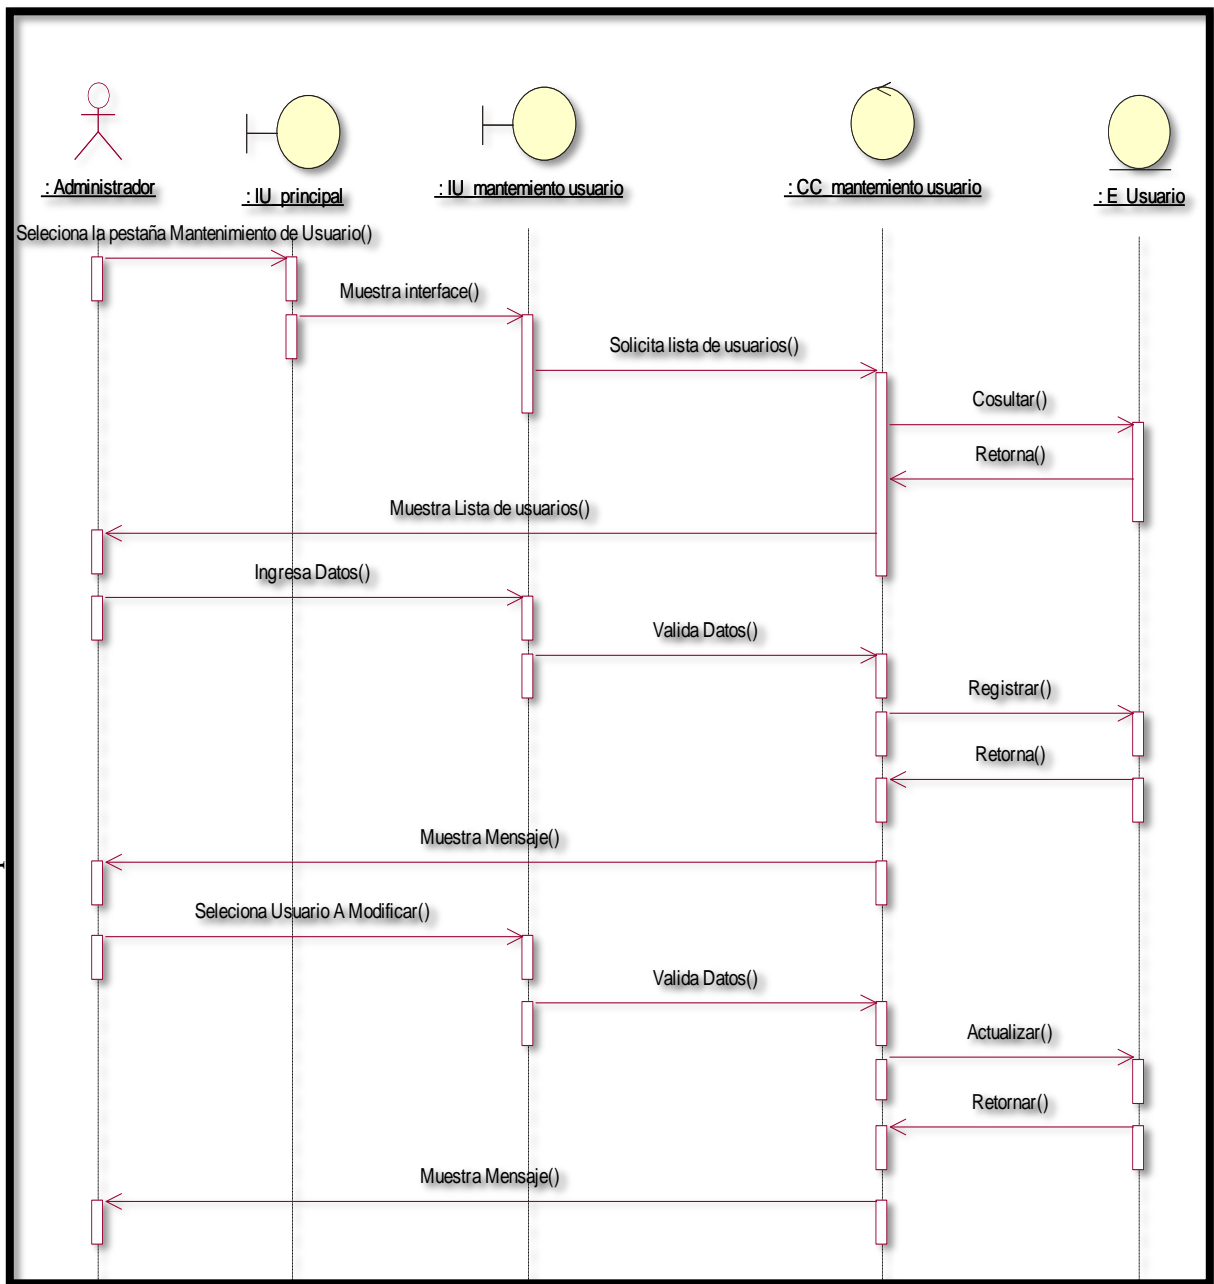 : Administrador
: IU_principal
: IU_mantemiento usuario
: CC_mantemiento usuario
: E_Usuario
Seleciona la pestaña Mantenimiento de Usuario()
Muestra interface()
Solicita lista de usuarios()
Cosultar()
Retorna()
Muestra Lista de usuarios()
Ingresa Datos()
Valida Datos()
Registrar()
Retorna()
Muestra Mensaje()
Seleciona Usuario A Modificar()
Valida Datos()
Actualizar()
Retornar()
Muestra Mensaje()